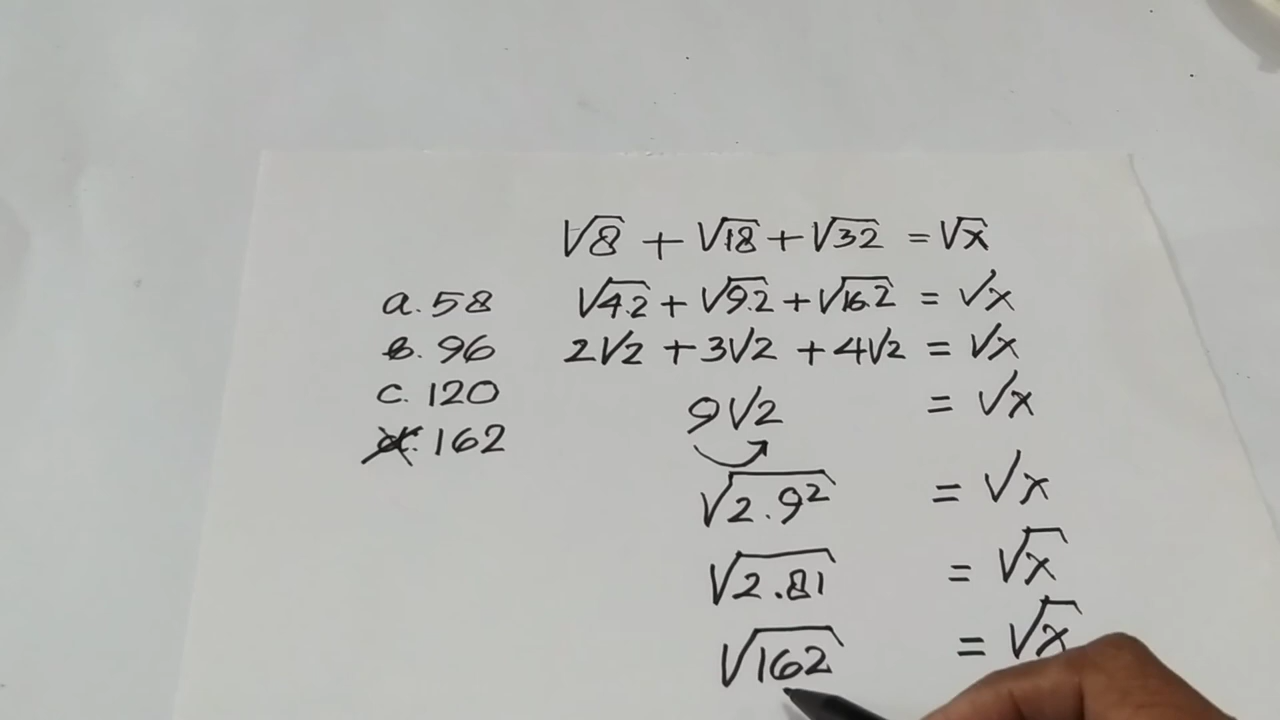 √8 + √18 + √32 = √x
a. 58
√4.2 + √9.2 + √16.2 = √x
b. 96
2√2 + 3√2 + 4√2 = √x
c. 120
9√2 = √x
d. 162
√2.9² = √x
√2.81 = √x
√162 = √x